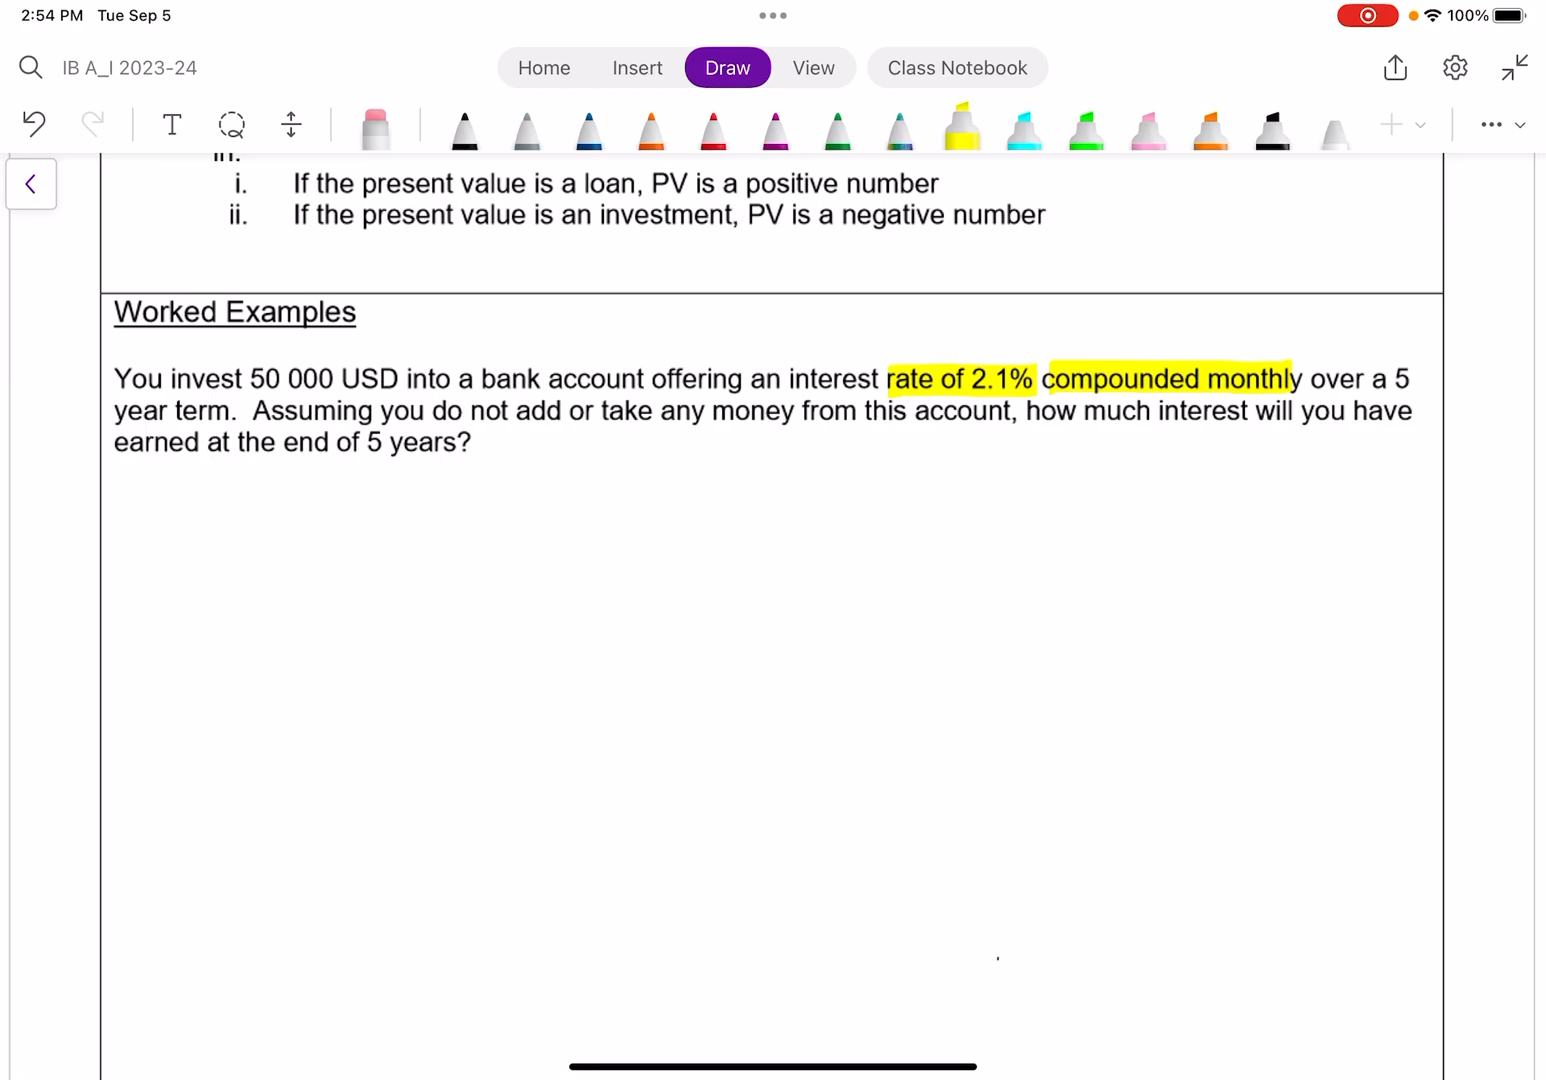 2:54 PM Tue Sep 5
100%
IB A_I 2023-24
Home Insert Draw View Class Notebook
T
i. If the present value is a loan, PV is a positive number
ii. If the present value is an investment, PV is a negative number
Worked Examples
You invest 50 000 USD into a bank account offering an interest rate of 2.1% compounded monthly over a 5
year term. Assuming you do not add or take any money from this account, how much interest will you have
earned at the end of 5 years?